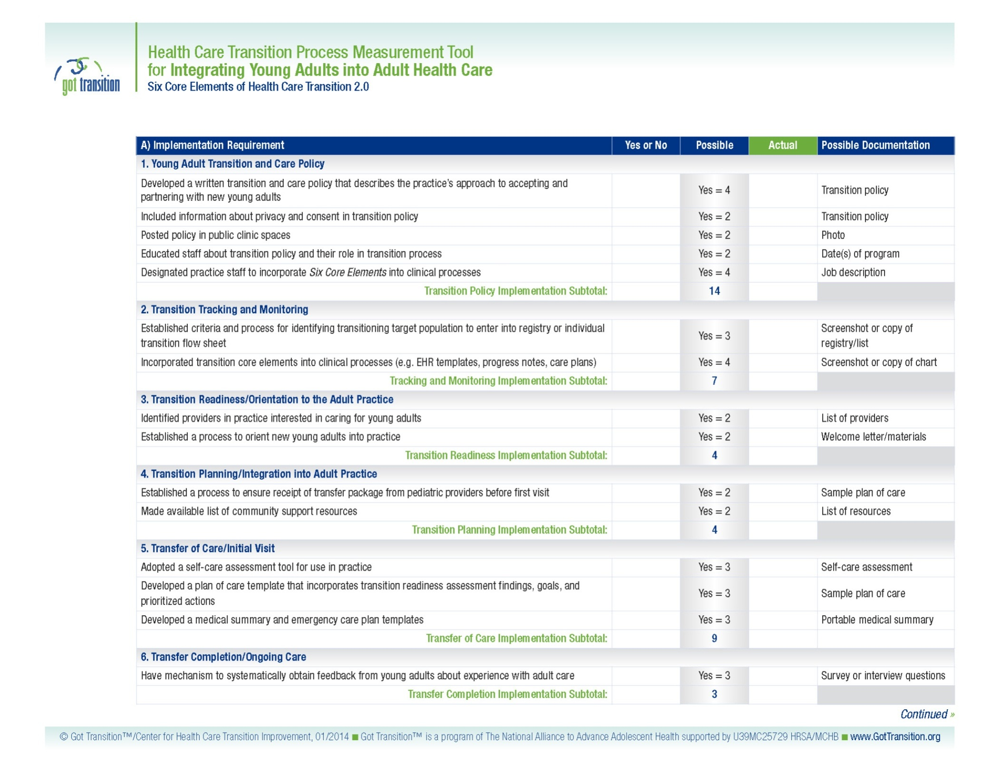 got transition
Health Care Transition Process Measurement Tool
for Integrating Young Adults into Adult Health Care
Six Core Elements of Health Care Transition 2.0
A) Implementation Requirement Yes or No Possible Actual Possible Documentation
1. Young Adult Transition and Care Policy
Developed a written transition and care policy that describes the practice's approach to accepting and
partnering with new young adults Yes = 4 Transition policy
Included information about privacy and consent in transition policy Yes = 2 Transition policy
Posted policy in public clinic spaces Yes = 2 Photo
Educated staff about transition policy and their role in transition process Yes = 2 Date(s) of program
Designated practice staff to incorporate Six Core Elements into clinical processes Yes = 4 Job description
Transition Policy Implementation Subtotal: 14
2. Transition Tracking and Monitoring
Established criteria and process for identifying transitioning target population to enter into registry or individual
transition flow sheet Yes = 3 Screenshot or copy of
registry/list
Incorporated transition core elements into clinical processes (e.g. EHR templates, progress notes, care plans) Yes = 4 Screenshot or copy of chart
Tracking and Monitoring Implementation Subtotal: 7
3. Transition Readiness/Orientation to the Adult Practice
Identified providers in practice interested in caring for young adults Yes = 2 List of providers
Established a process to orient new young adults into practice Yes = 2 Welcome letter/materials
Transition Readiness Implementation Subtotal: 4
4. Transition Planning/Integration into Adult Practice
Established a process to ensure receipt of transfer package from pediatric providers before first visit Yes = 2 Sample plan of care
Made available list of community support resources Yes = 2 List of resources
Transition Planning Implementation Subtotal: 4
5. Transfer of Care/Initial Visit
Adopted a self-care assessment tool for use in practice Yes = 3 Self-care assessment
Developed a plan of care template that incorporates transition readiness assessment findings, goals, and
prioritized actions Yes = 3 Sample plan of care
Developed a medical summary and emergency care plan templates Yes = 3 Portable medical summary
Transfer of Care Implementation Subtotal: 9
6. Transfer Completion/Ongoing Care
Have mechanism to systematically obtain feedback from young adults about experience with adult care Yes = 3 Survey or interview questions
Transfer Completion Implementation Subtotal: 3
Continued »
© Got Transition™/Center for Health Care Transition Improvement, 01/2014 ■ Got Transition™ is a program of The National Alliance to Advance Adolescent Health supported by U39MC25729 HRSA/MCHB ■ www.GotTransition.org